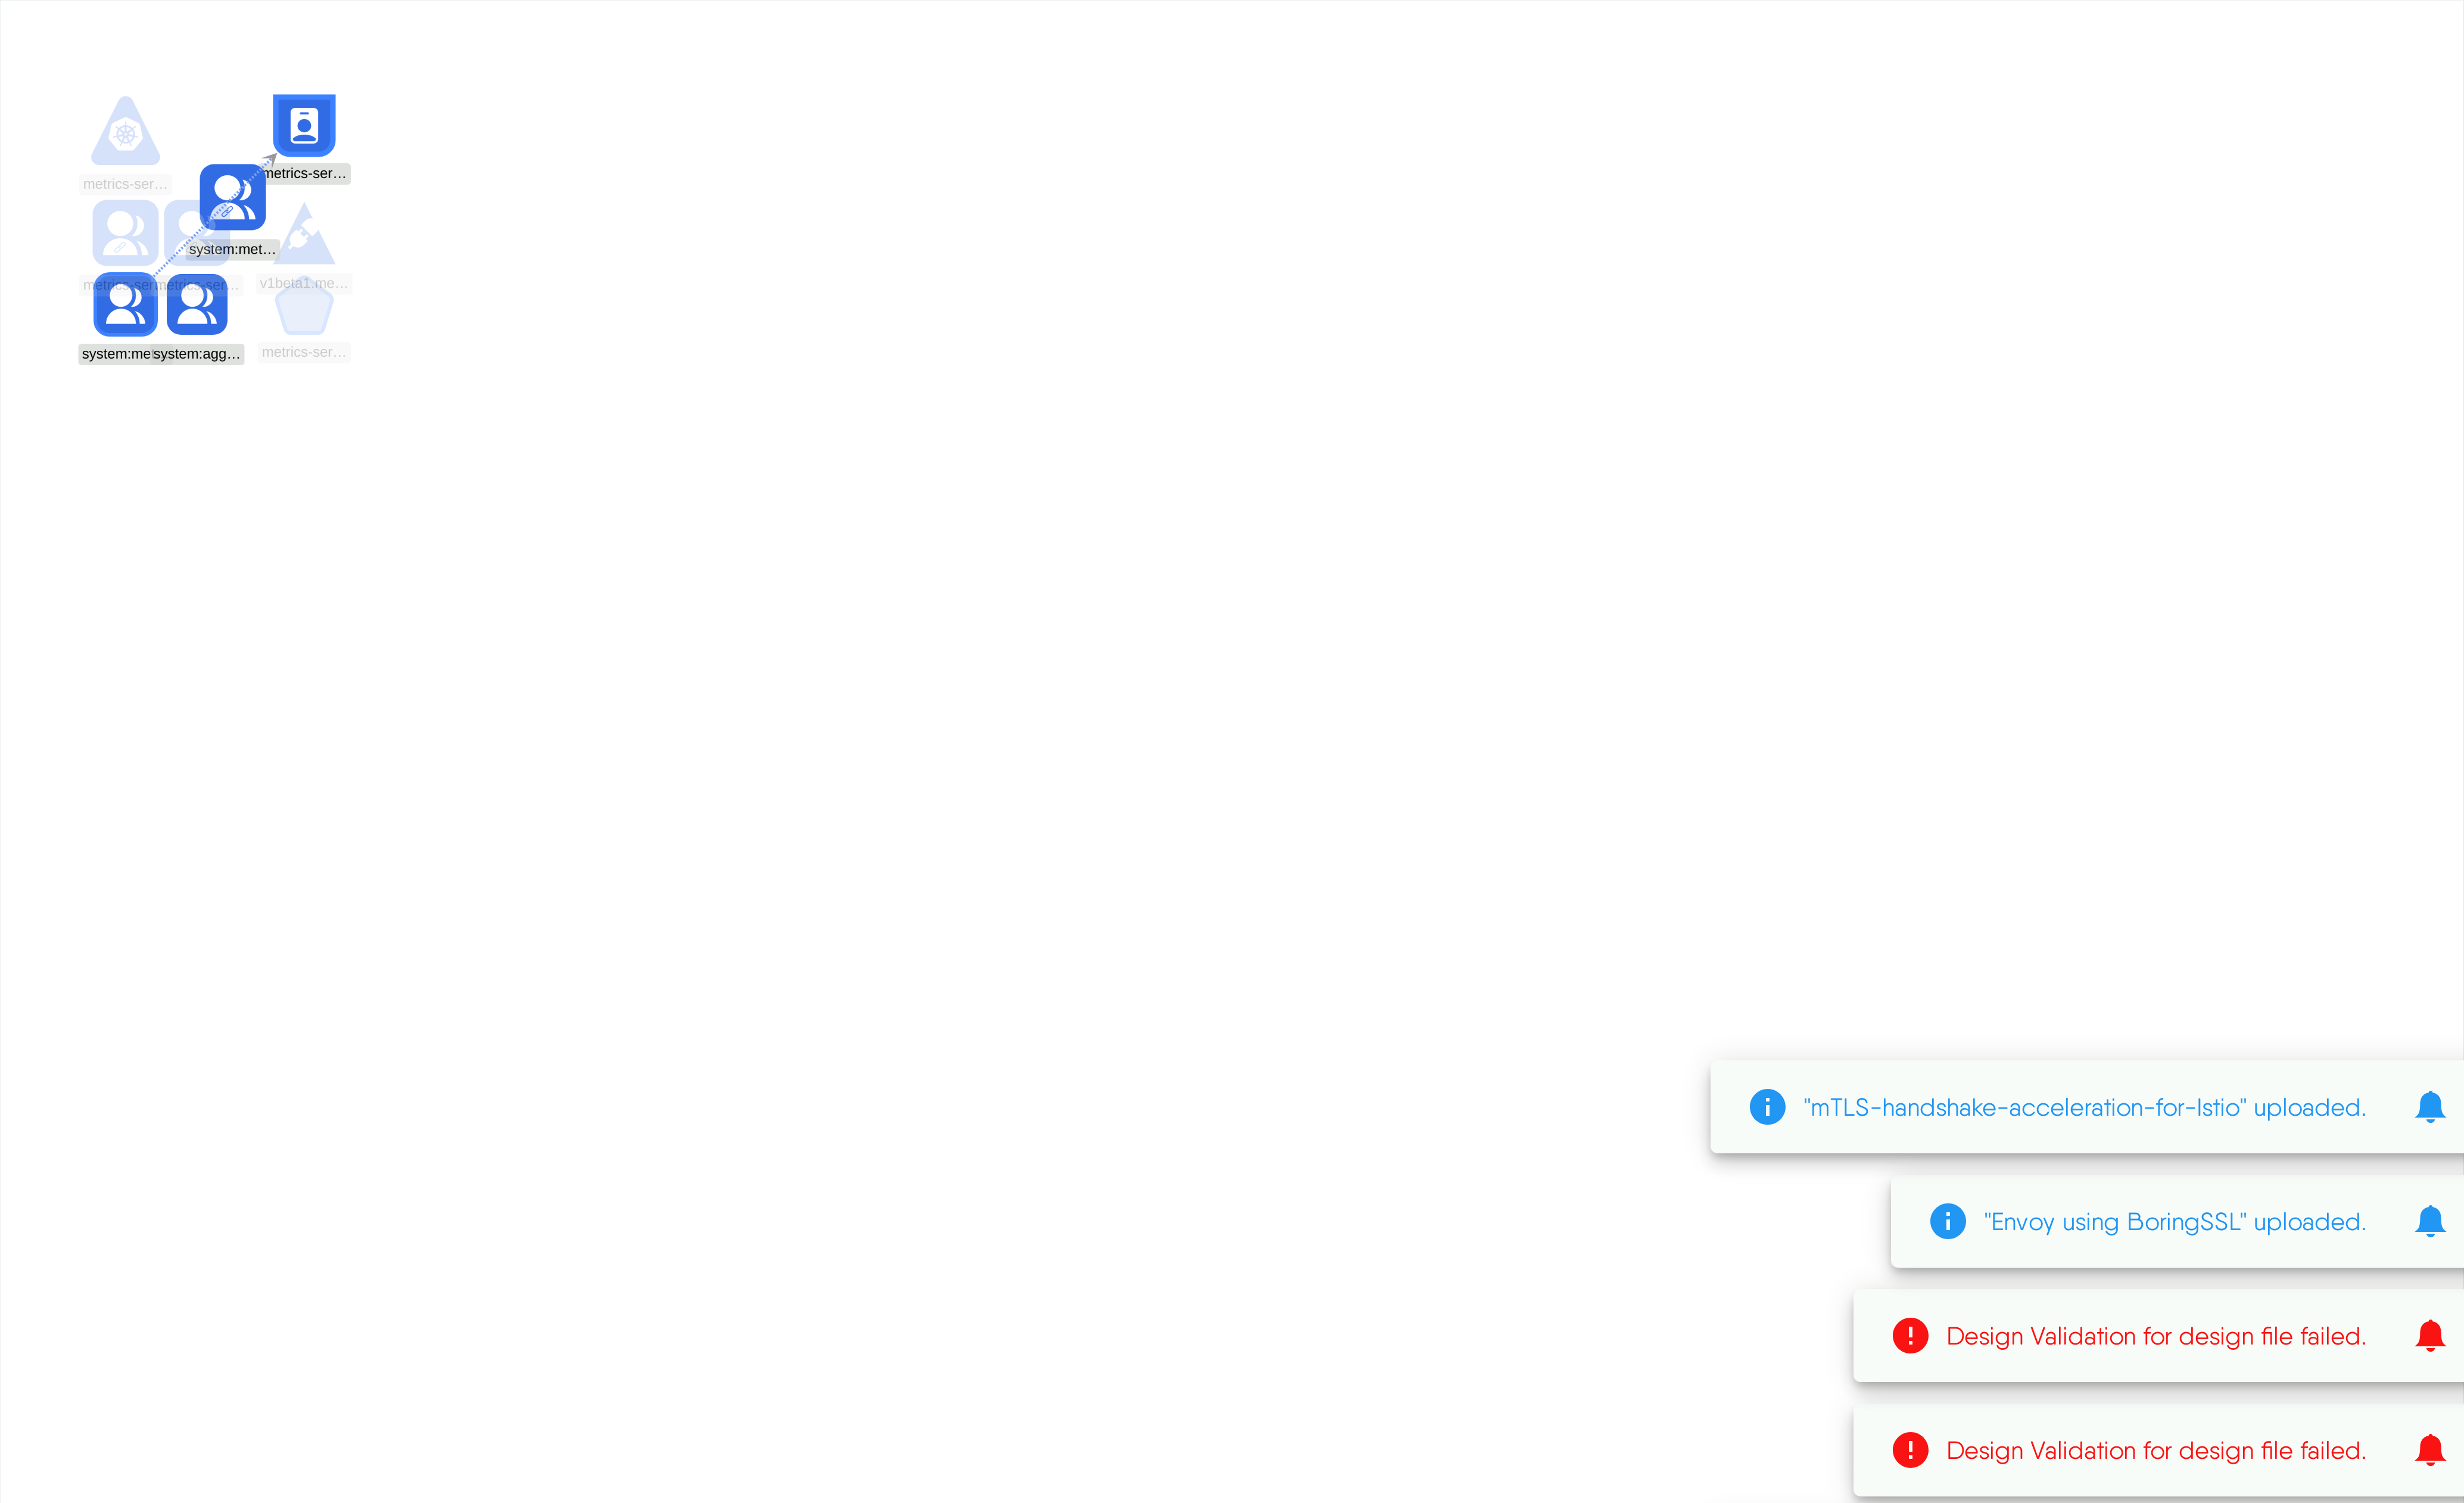 metrics-ser...
metrics-ser...
system:met...
metrics-ser...
metrics-ser...
v1beta1.me...
system:me
system:agg...
metrics-ser...
"mTLS-handshake-acceleration-for-Istio" uploaded.
"Envoy using BoringSSL" uploaded.
Design Validation for design file failed.
Design Validation for design file failed.